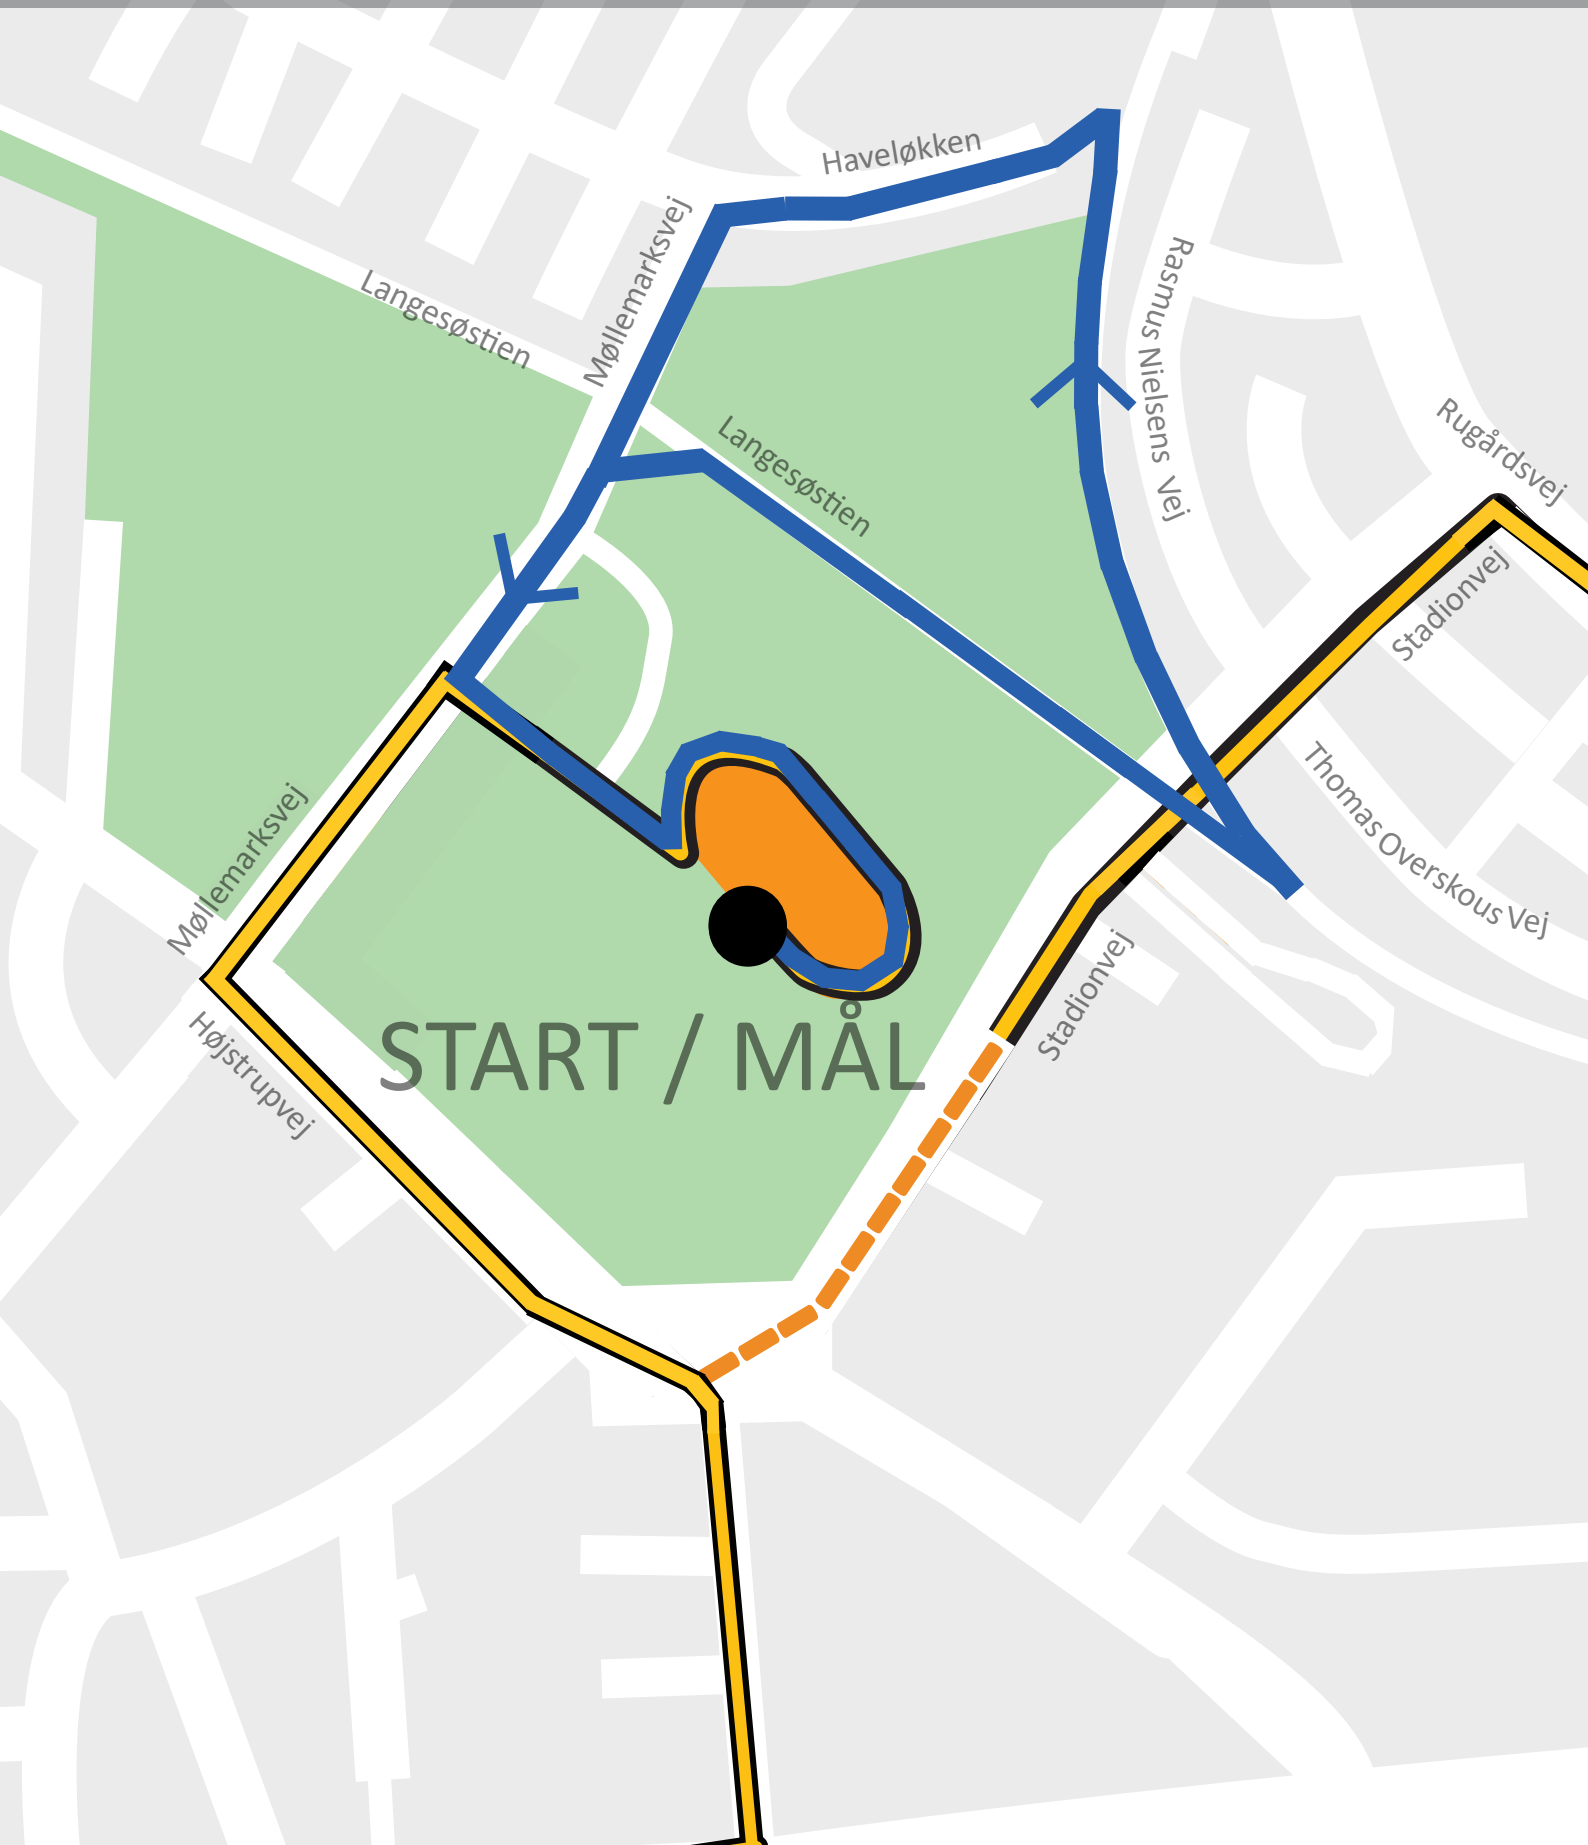 Haveløkken
Møllemarksvej
Langesøstien
Rasmus Nielsens Vej
Langesøstien
Rugårdsvej
Stadionvej
Thomas Overskous Vej
Møllemarksvej
Stadionvej
Højstrupvej
START / MÅL